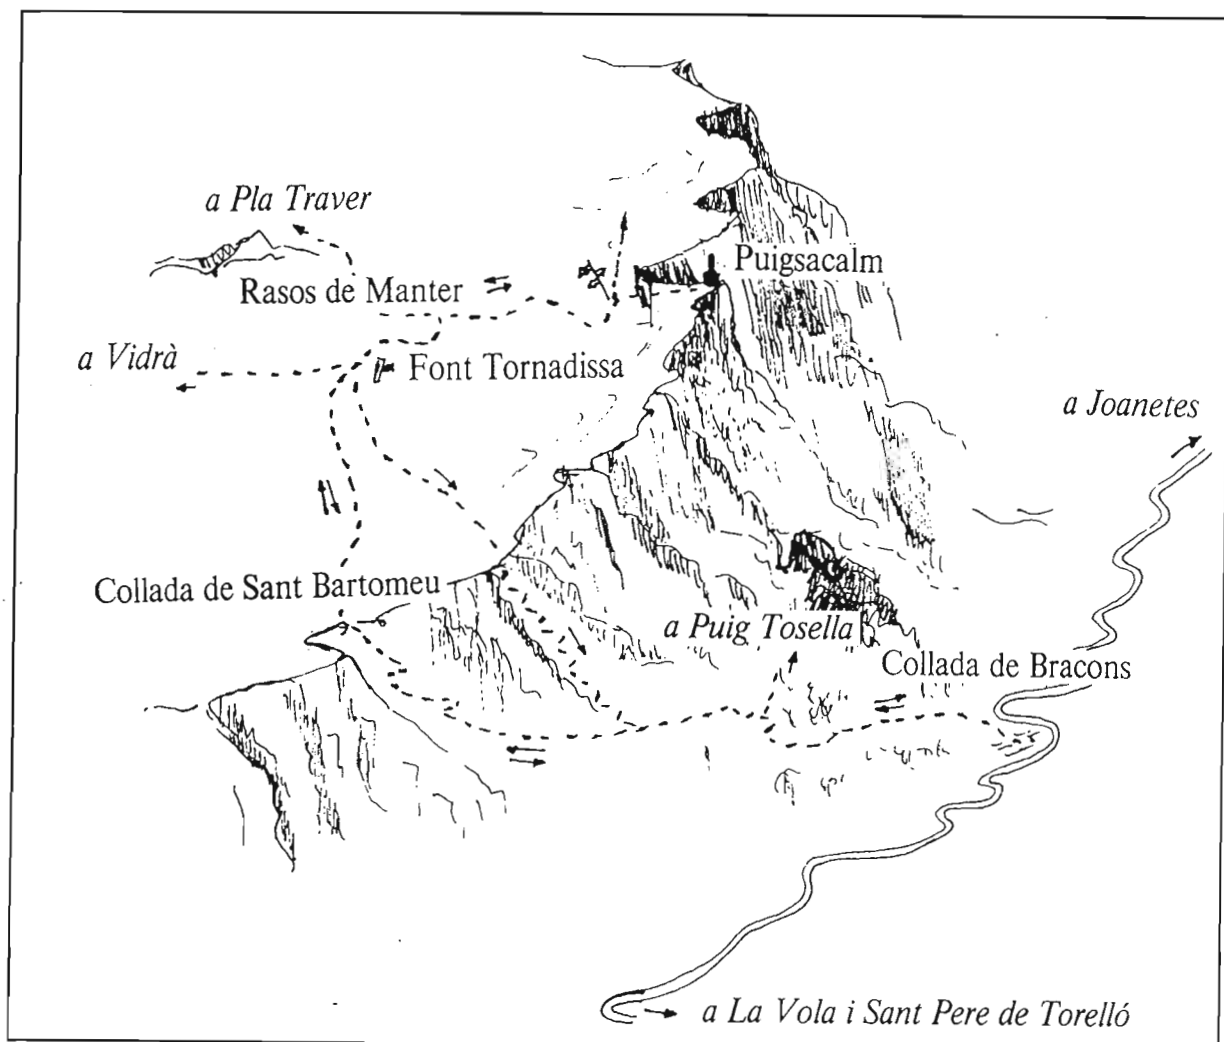 a Pla Traver
Puigsacalm
Rasos de Manter
a Vidrà
Font Tornadissa
a Joanetes
Collada de Sant Bartomeu
a Puig Tosella
Collada de Bracons
a La Vola i Sant Pere de Torelló